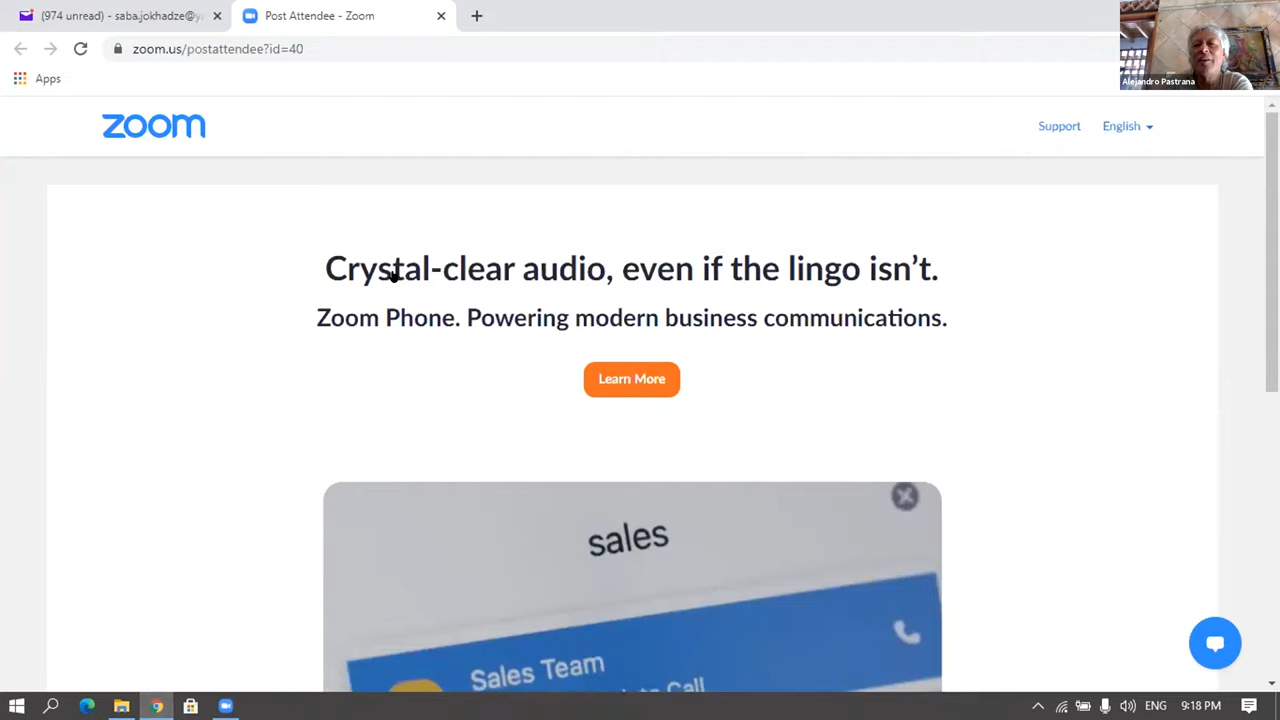 (974 unread) - saba.jokhadze@y
Post Attendee - Zoom
zoom.us/postattendee?id=40
Apps
Alejandro Pastrana
zoom
Support
English
Crystal-clear audio, even if the lingo isn't.
Zoom Phone. Powering modern business communications.
Learn More
sales
Sales Team
Call
ENG
9:18 PM